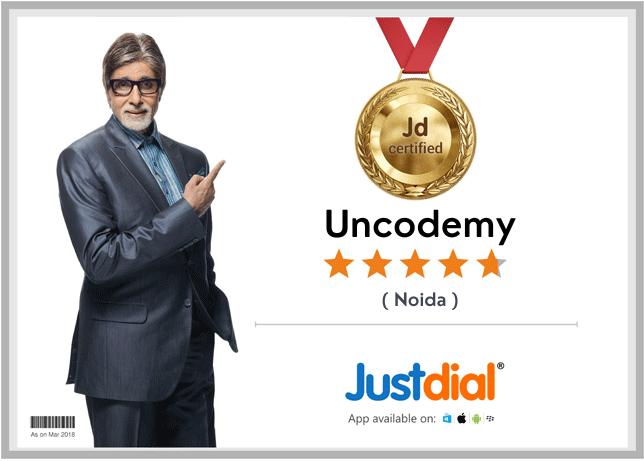 Jd
certified
Uncodemy
( Noida )
Justdial®
App available on:
As on Mar 2018